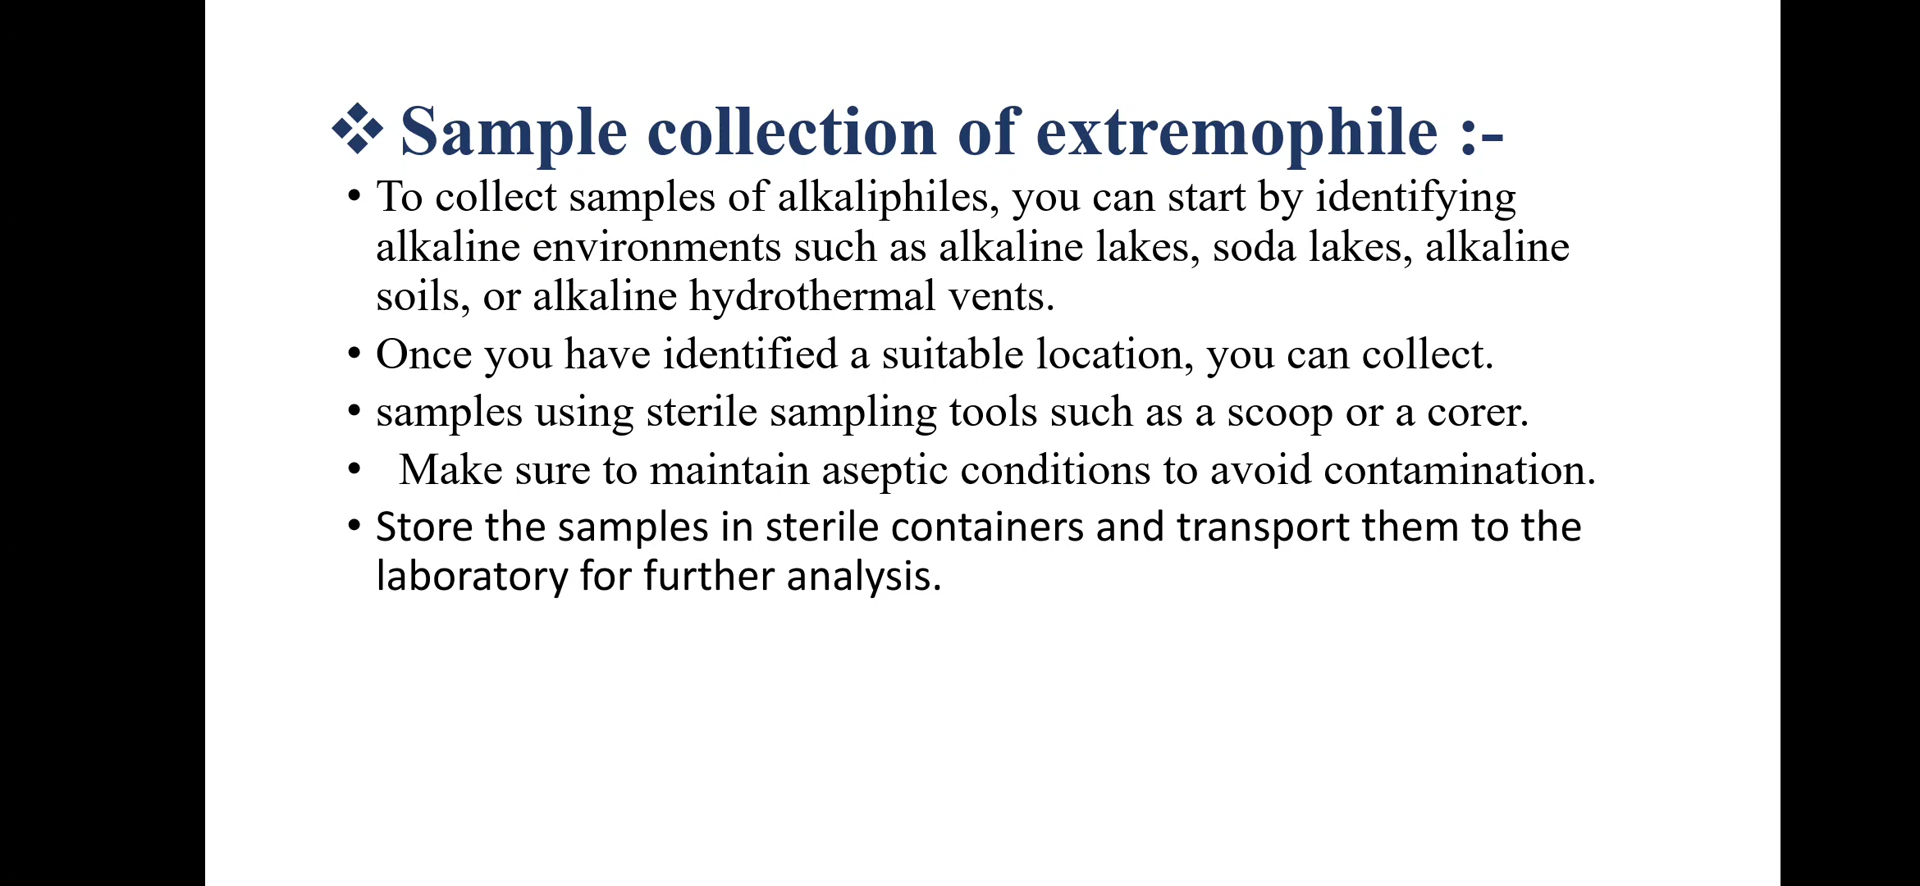 ❖ Sample collection of extremophile :-
• To collect samples of alkaliphiles, you can start by identifying
alkaline environments such as alkaline lakes, soda lakes, alkaline
soils, or alkaline hydrothermal vents.
• Once you have identified a suitable location, you can collect.
• samples using sterile sampling tools such as a scoop or a corer.
• Make sure to maintain aseptic conditions to avoid contamination.
• Store the samples in sterile containers and transport them to the
laboratory for further analysis.